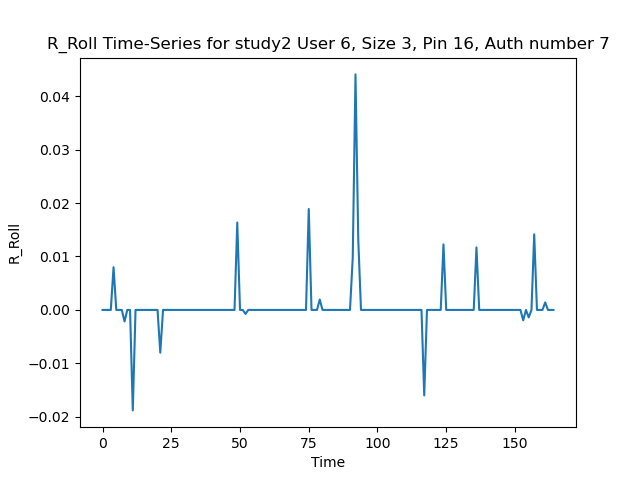 R_Roll Time-Series for study2 User 6, Size 3, Pin 16, Auth number 7
0.04
0.03
0.02
0.01
0.00
−0.01
−0.02
R_Roll
0 25 50 75 100 125 150
Time